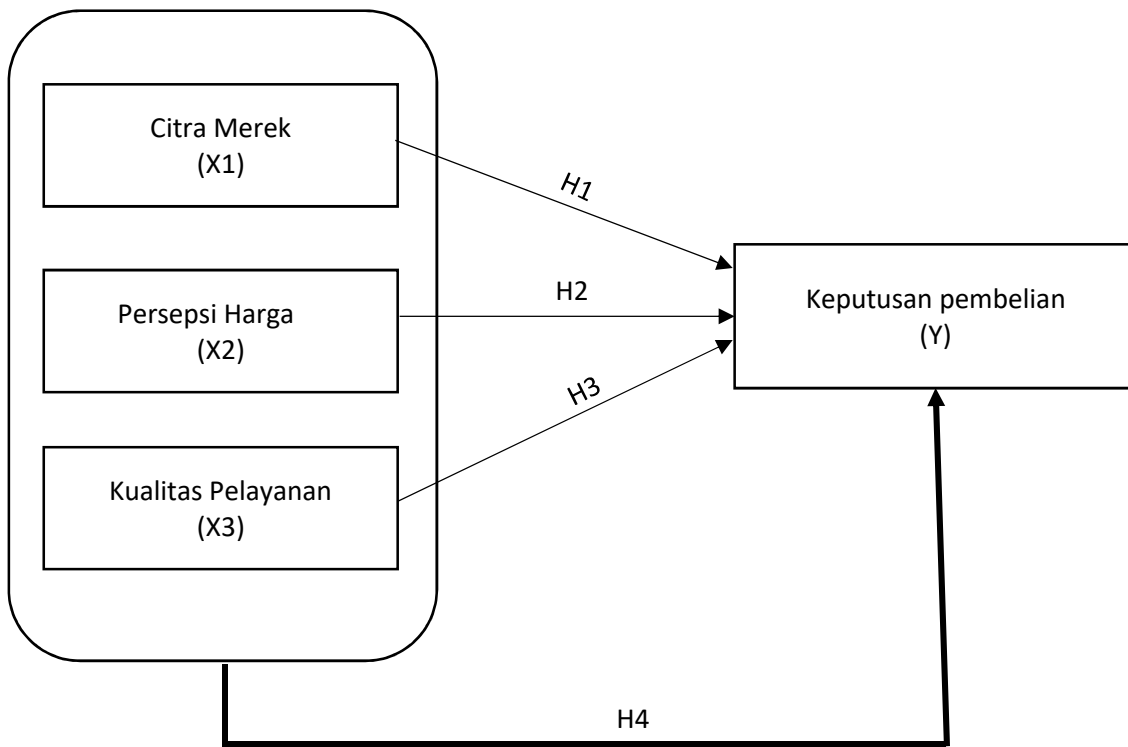 Citra Merek
(X1)
H1
Persepsi Harga
(X2)
H2
Keputusan pembelian
(Y)
H3
Kualitas Pelayanan
(X3)
H4